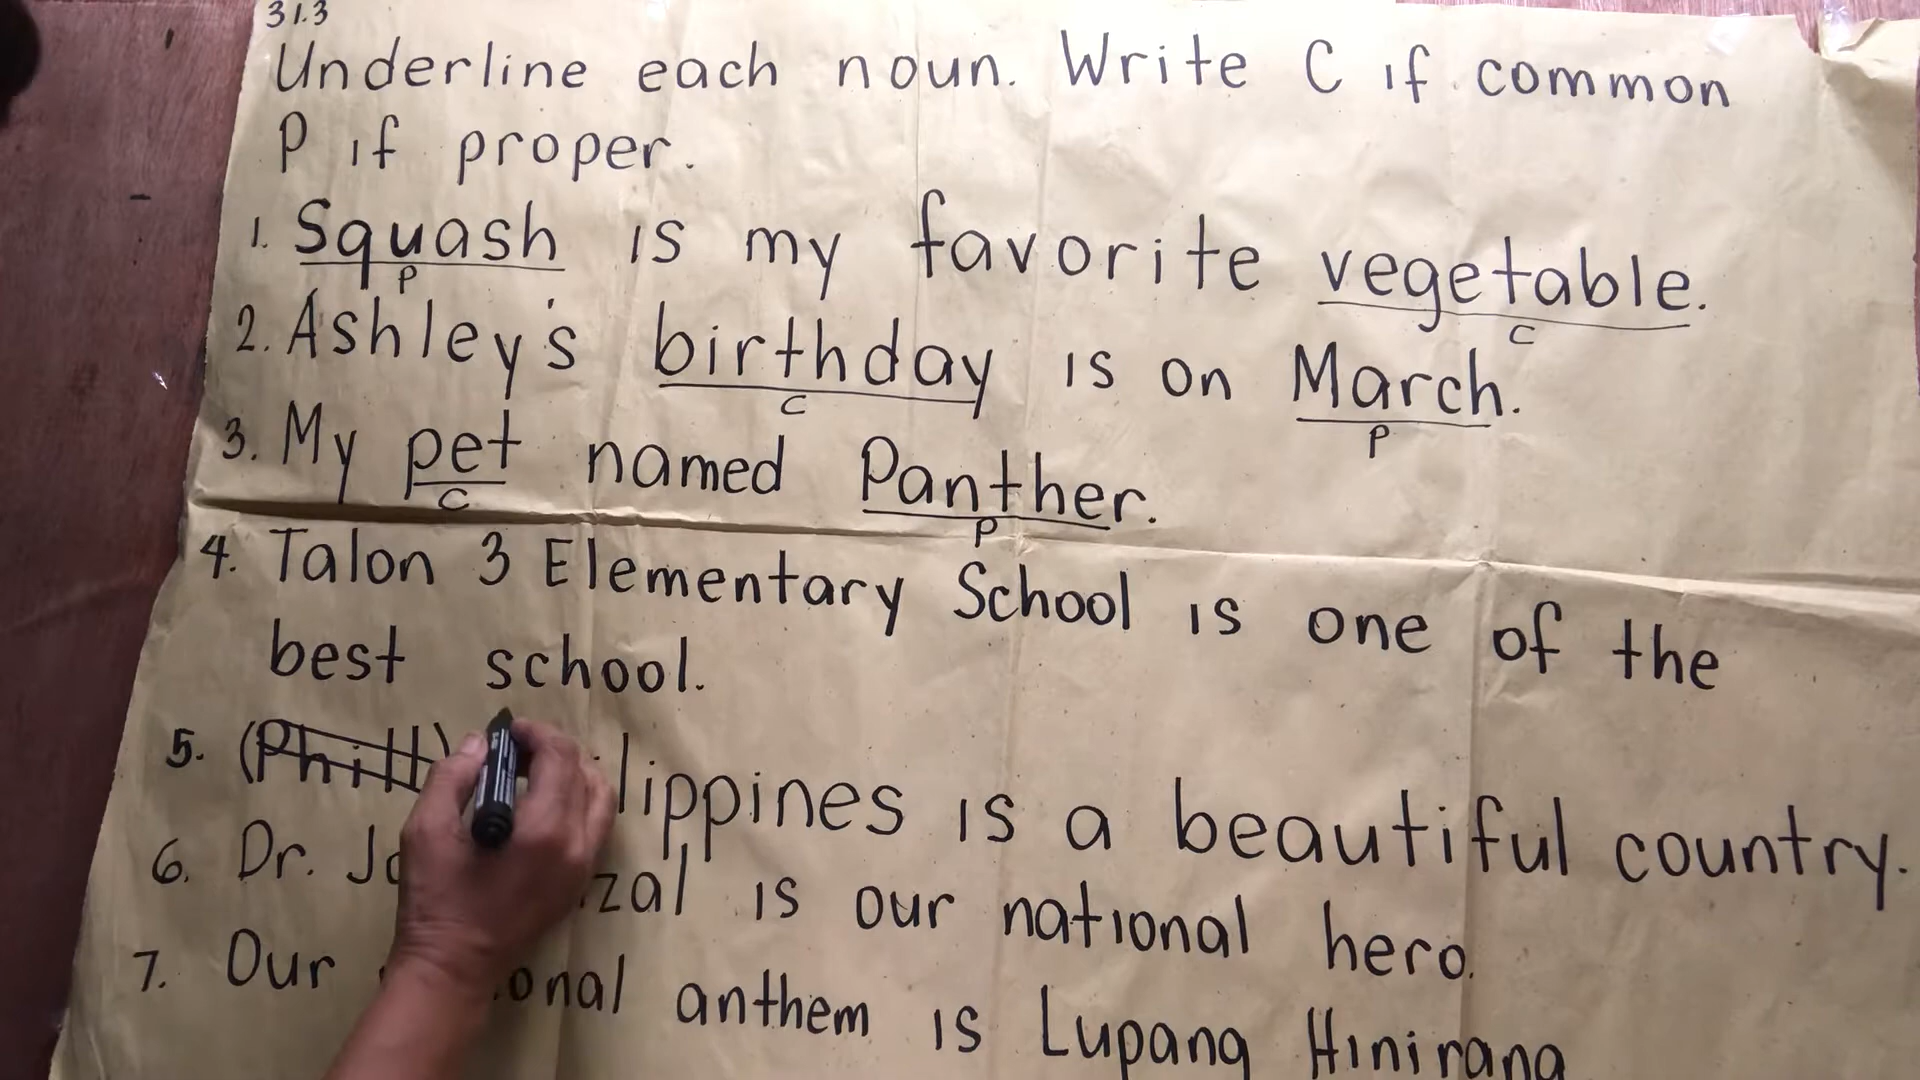 31.3
Underline each noun. Write C if common
P if proper.
1. Squash is my favorite vegetable.
P C
2. Ashley's birthday is on March.
C P
3. My pet named Panther.
C P
4. Talon 3 Elementary School is one of the
best school.
5. lippines is a beautiful country.
6. Dr. zal is our national hero.
7. Our onal anthem is Lupang Hinirang